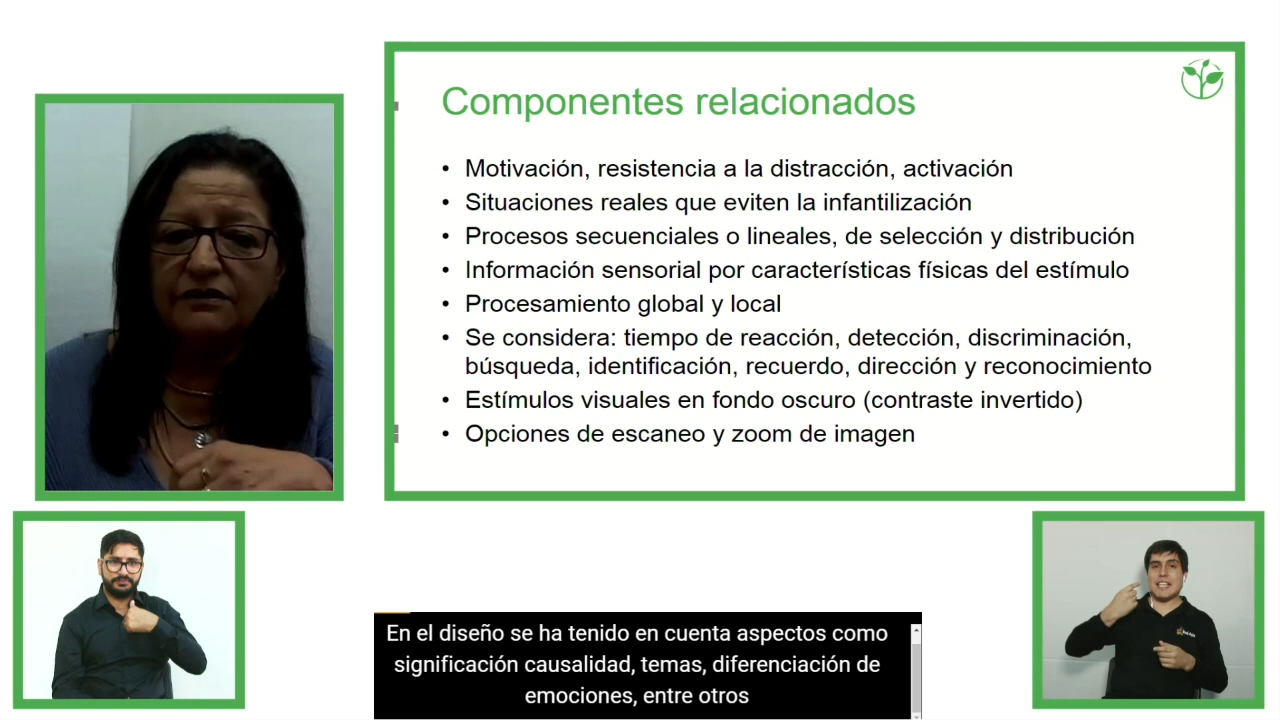 Componentes relacionados
• Motivación, resistencia a la distracción, activación
• Situaciones reales que eviten la infantilización
• Procesos secuenciales o lineales, de selección y distribución
• Información sensorial por características físicas del estímulo
• Procesamiento global y local
• Se considera: tiempo de reacción, detección, discriminación,
búsqueda, identificación, recuerdo, dirección y reconocimiento
• Estímulos visuales en fondo oscuro (contraste invertido)
• Opciones de escaneo y zoom de imagen
En el diseño se ha tenido en cuenta aspectos como
significación causalidad, temas, diferenciación de
emociones, entre otros